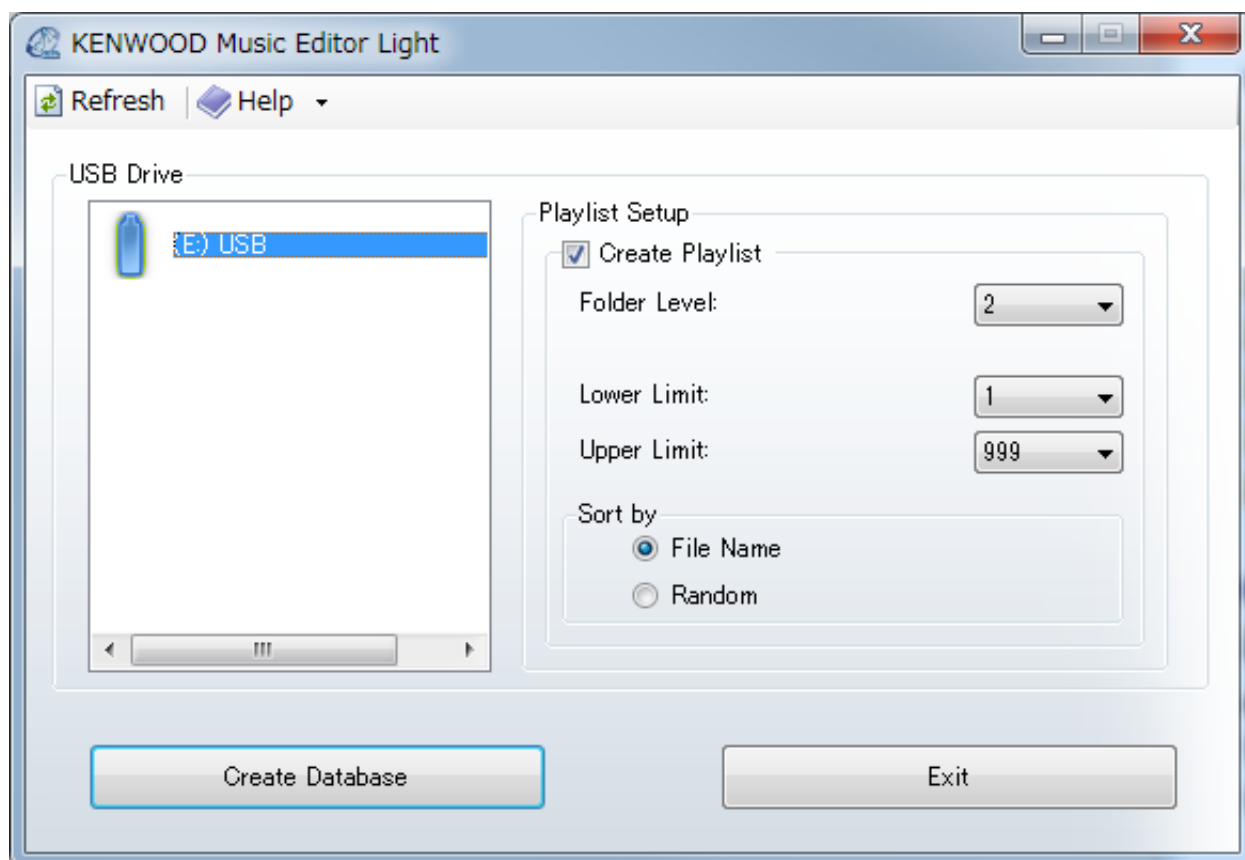 KENWOOD Music Editor Light
Refresh Help
USB Drive
(E:) USB
Playlist Setup
Create Playlist
Folder Level: 2
Lower Limit: 1
Upper Limit: 999
Sort by
File Name
Random
Create Database Exit